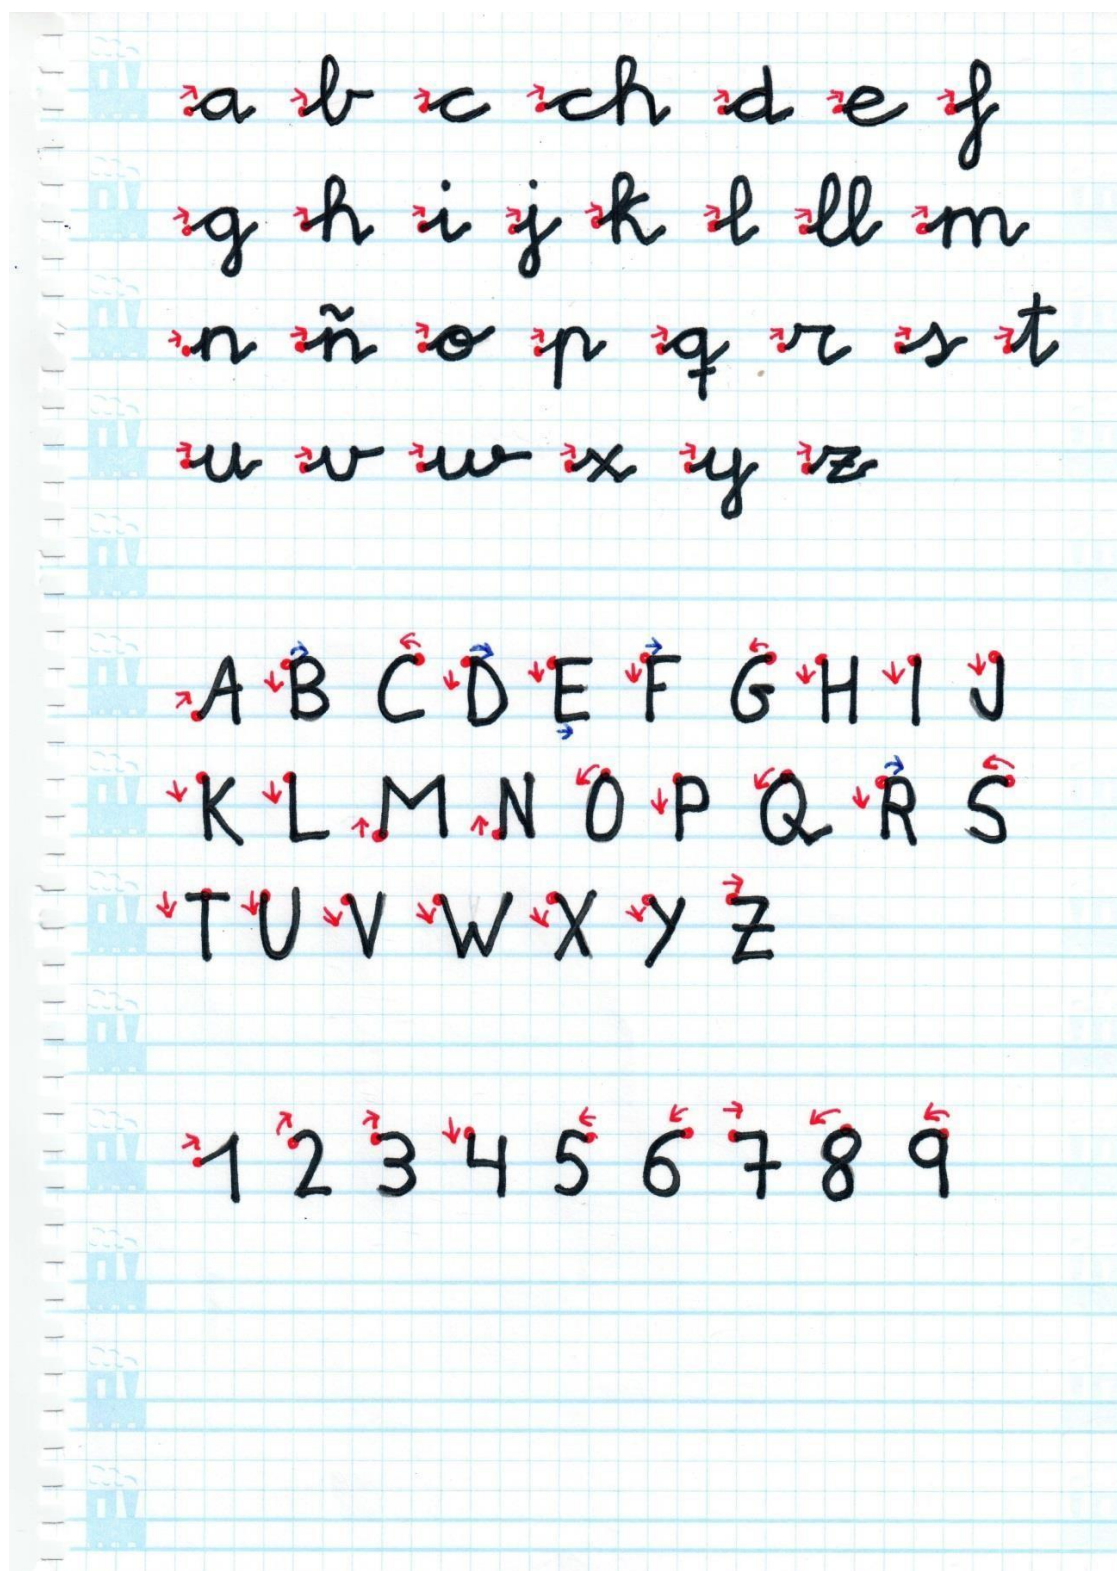 a b c ch d e f
g h i j k l ll m
n ñ o p q r s t
u v w x y z
A B C D E F G H I J
K L M N O P Q R S
T U V W X Y Z
1 2 3 4 5 6 7 8 9